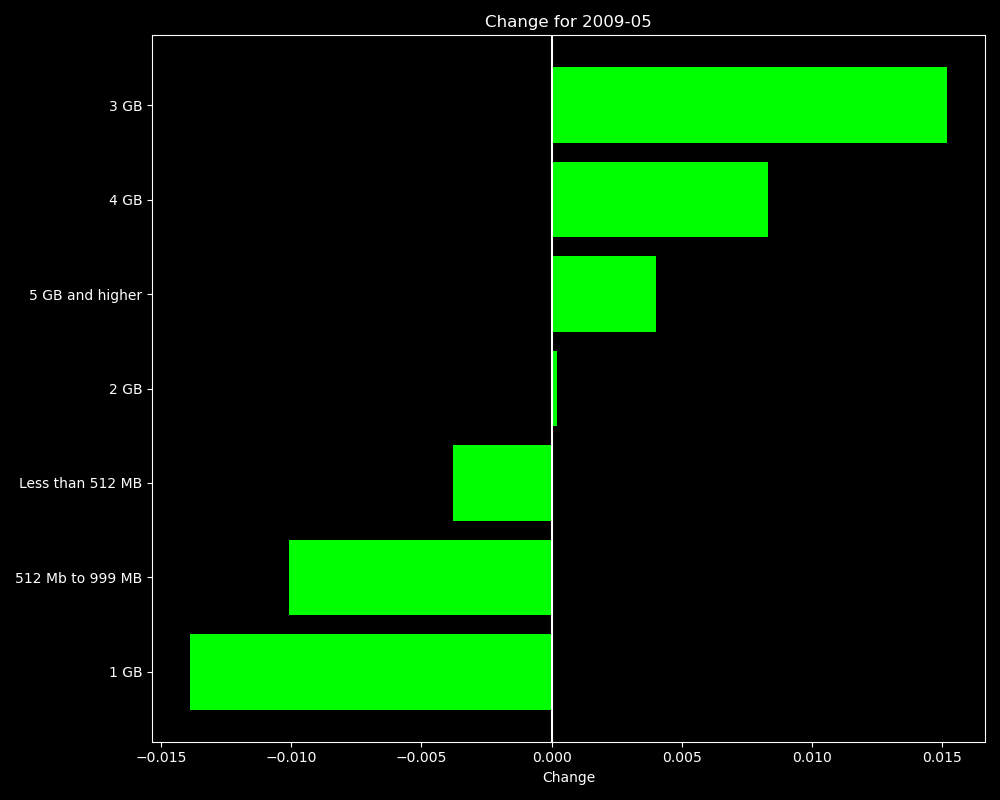 Change for 2009-05
3 GB
4 GB
5 GB and higher
2 GB
Less than 512 MB
512 Mb to 999 MB
1 GB
−0.015 −0.010 −0.005 0.000 0.005 0.010 0.015
Change